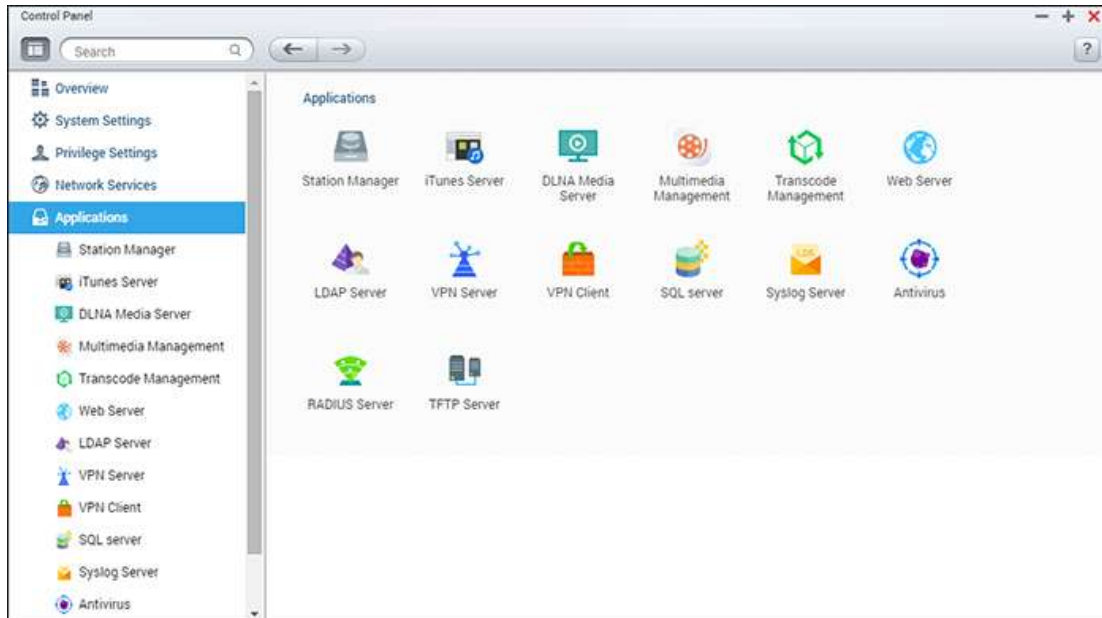 Control Panel
Search
?
Overview
System Settings
Privilege Settings
Network Services
Applications
Station Manager
iTunes Server
DLNA Media Server
Multimedia Management
Transcode Management
Web Server
LDAP Server
VPN Server
VPN Client
SQL server
Syslog Server
Antivirus
Applications
Station Manager
iTunes Server
DLNA Media
Server
Multimedia
Management
Transcode
Management
Web Server
LDAP Server
VPN Server
VPN Client
SQL server
Syslog Server
Antivirus
RADIUS Server
TFTP Server